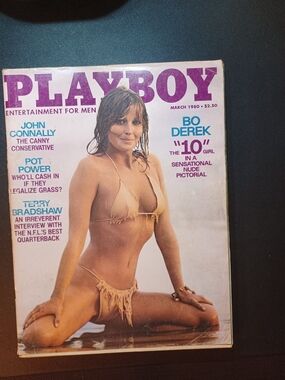 PLAYBOY
ENTERTAINMENT FOR MEN
MARCH 1980 • $2.50
JOHN
CONNALLY
THE CANNY
CONSERVATIVE
POT
POWER
WHO'LL CASH IN
IF THEY
LEGALIZE GRASS?
TERRY
BRADSHAW
AN IRREVERENT
INTERVIEW WITH
THE N.F.L.'S BEST
QUARTERBACK
BO
DEREK
THE "10" GIRL
IN A
SENSATIONAL
NUDE
PICTORIAL